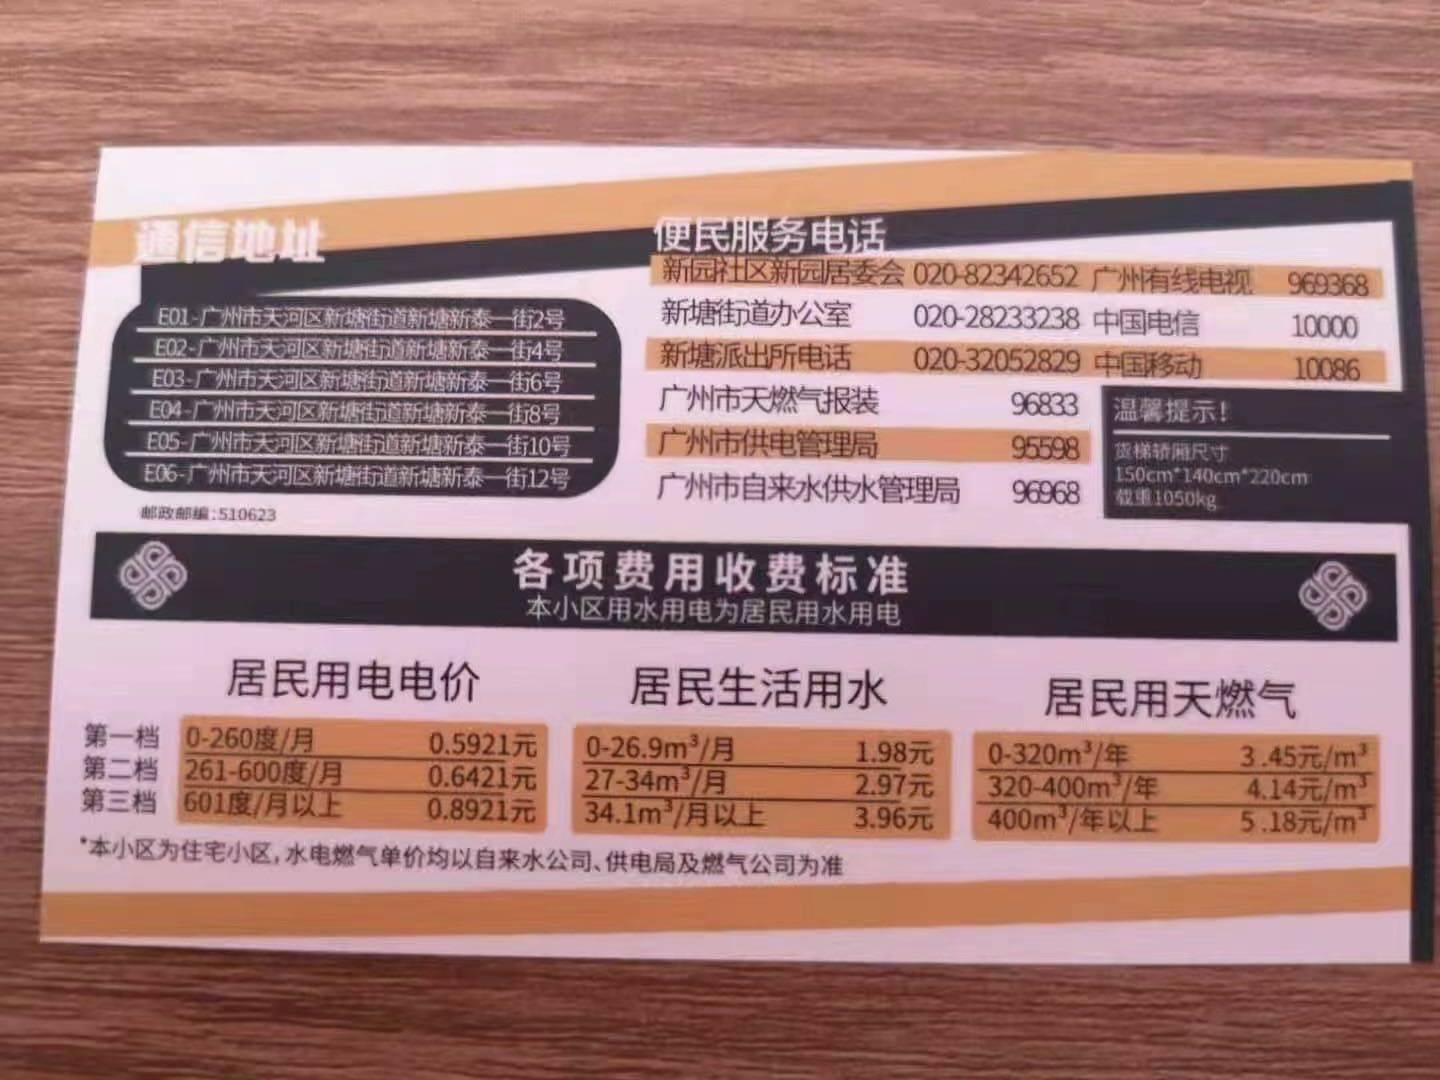 通信地址
E01-广州市天河区新塘街道新塘新泰一街2号
E02-广州市天河区新塘街道新塘新泰一街4号
E03-广州市天河区新塘街道新塘新泰一街6号
E04-广州市天河区新塘街道新塘新泰一街8号
E05-广州市天河区新塘街道新塘新泰一街10号
E06-广州市天河区新塘街道新塘新泰一街12号
邮政邮编:510623
便民服务电话
新园社区新园居委会 020-82342652 广州有线电视 969368
新塘街道办公室 020-28233238 中国电信 10000
新塘派出所电话 020-32052829 中国移动 10086
广州市天燃气报装 96833
广州市供电管理局 95598
广州市自来水供水管理局 96968
温馨提示!
货梯轿厢尺寸
150cm*140cm*220cm
载重1050kg
各项费用收费标准
本小区用水用电为居民用水用电
居民用电电价 居民生活用水 居民用天燃气
第一档 0-260度/月 0.5921元 0-26.9m³/月 1.98元 0-320m³/年 3.45元/m³
第二档 261-600度/月 0.6421元 27-34m³/月 2.97元 320-400m³/年 4.14元/m³
第三档 601度/月以上 0.8921元 34.1m³/月以上 3.96元 400m³/年以上 5.18元/m³
*本小区为住宅小区,水电燃气单价均以自来水公司、供电局及燃气公司为准